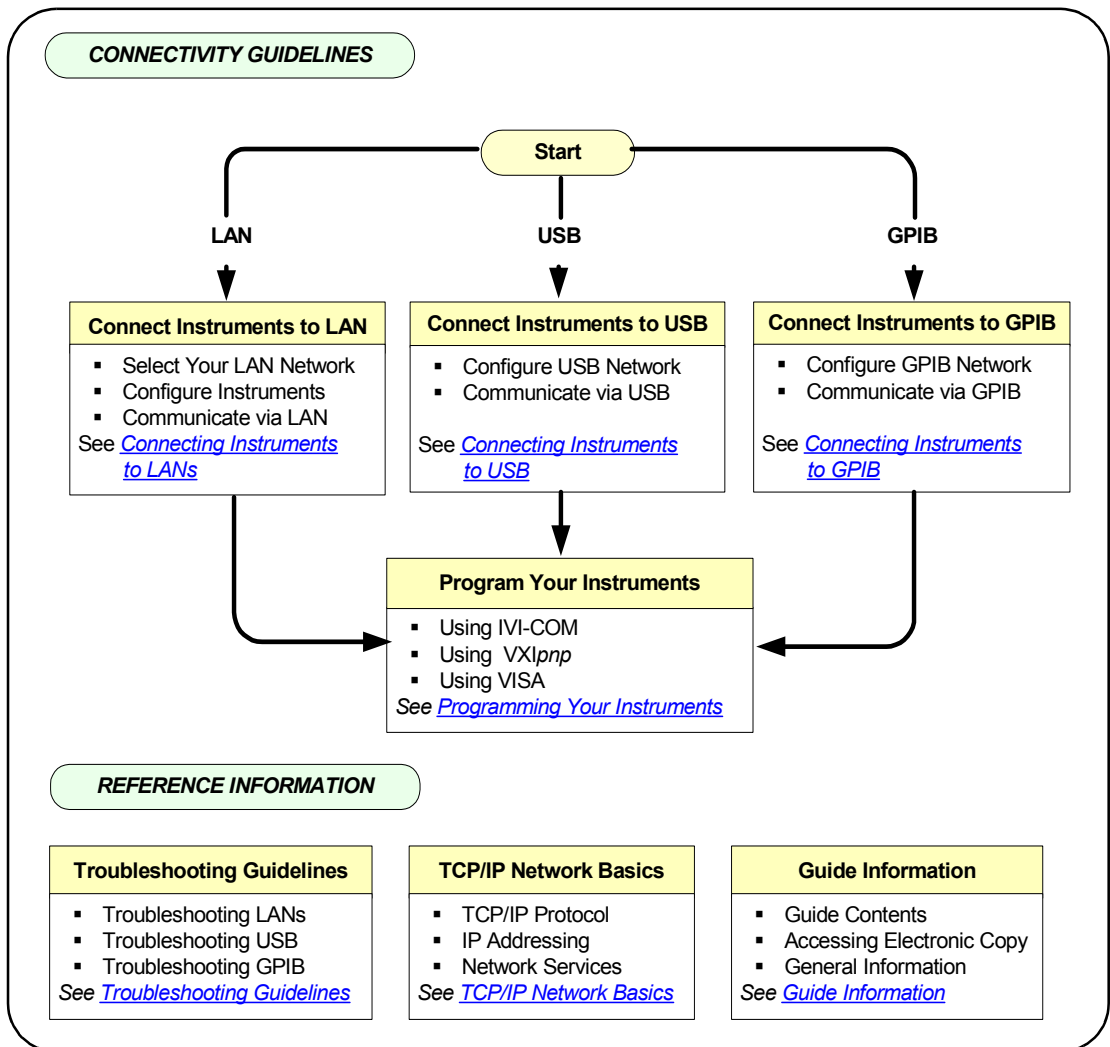 CONNECTIVITY GUIDELINES
Start
LAN
USB
GPIB
Connect Instruments to LAN
▪ Select Your LAN Network
▪ Configure Instruments
▪ Communicate via LAN
See Connecting Instruments
to LANs
Connect Instruments to USB
▪ Configure USB Network
▪ Communicate via USB
See Connecting Instruments
to USB
Connect Instruments to GPIB
▪ Configure GPIB Network
▪ Communicate via GPIB
See Connecting Instruments
to GPIB
Program Your Instruments
▪ Using IVI-COM
▪ Using VXIpnp
▪ Using VISA
See Programming Your Instruments
REFERENCE INFORMATION
Troubleshooting Guidelines
▪ Troubleshooting LANs
▪ Troubleshooting USB
▪ Troubleshooting GPIB
See Troubleshooting Guidelines
TCP/IP Network Basics
▪ TCP/IP Protocol
▪ IP Addressing
▪ Network Services
See TCP/IP Network Basics
Guide Information
▪ Guide Contents
▪ Accessing Electronic Copy
▪ General Information
See Guide Information